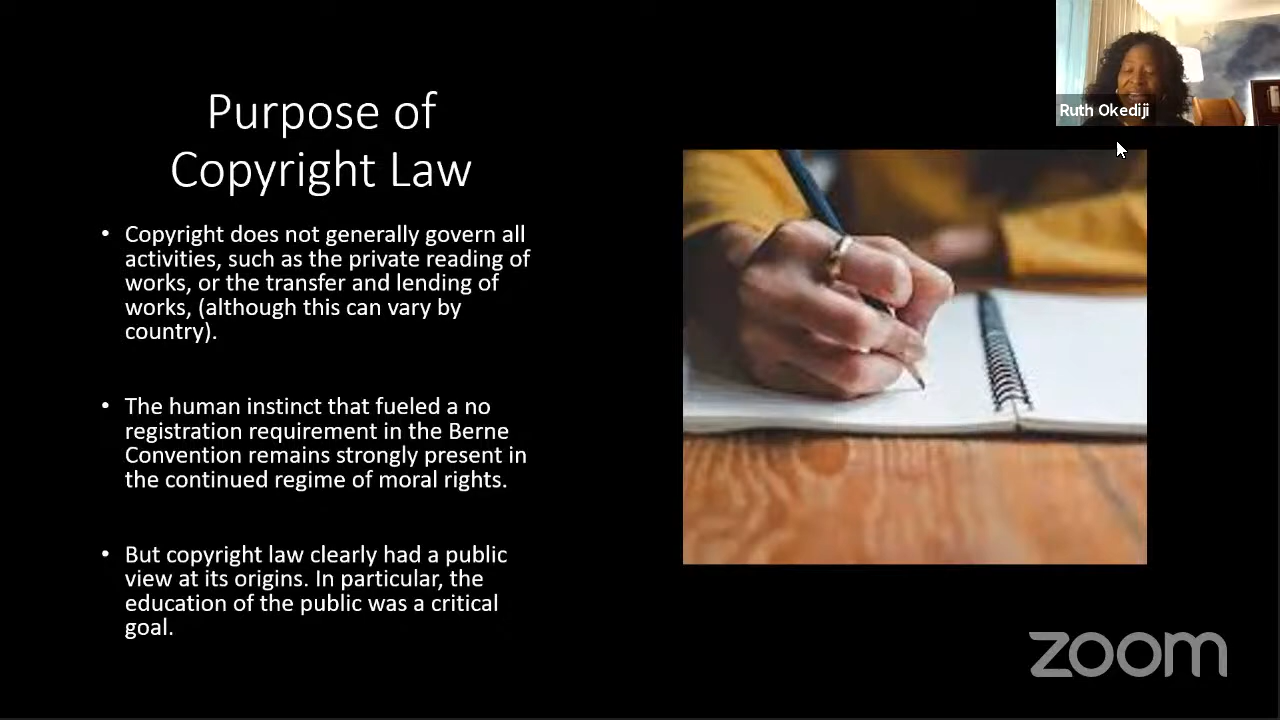 Purpose of
Copyright Law
• Copyright does not generally govern all
activities, such as the private reading of
works, or the transfer and lending of
works, (although this can vary by
country).
• The human instinct that fueled a no
registration requirement in the Berne
Convention remains strongly present in
the continued regime of moral rights.
• But copyright law clearly had a public
view at its origins. In particular, the
education of the public was a critical
goal.
Ruth Okediji
zoom